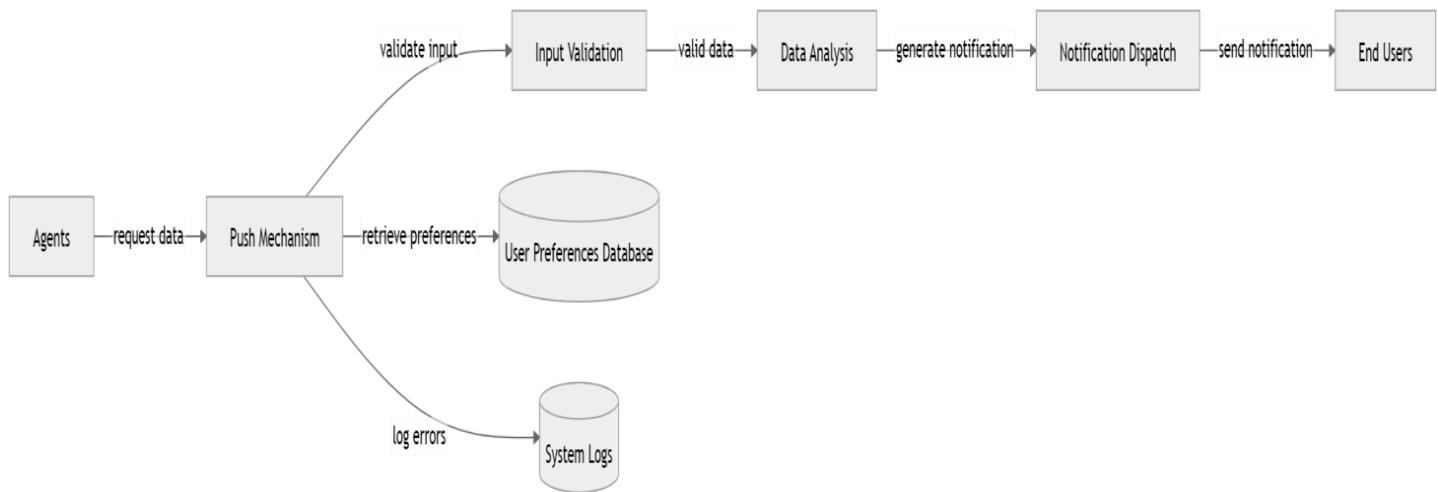 validate input
Input Validation
valid data
Data Analysis
generate notification
Notification Dispatch
send notification
End Users
Agents
request data
Push Mechanism
retrieve preferences
User Preferences Database
log errors
System Logs